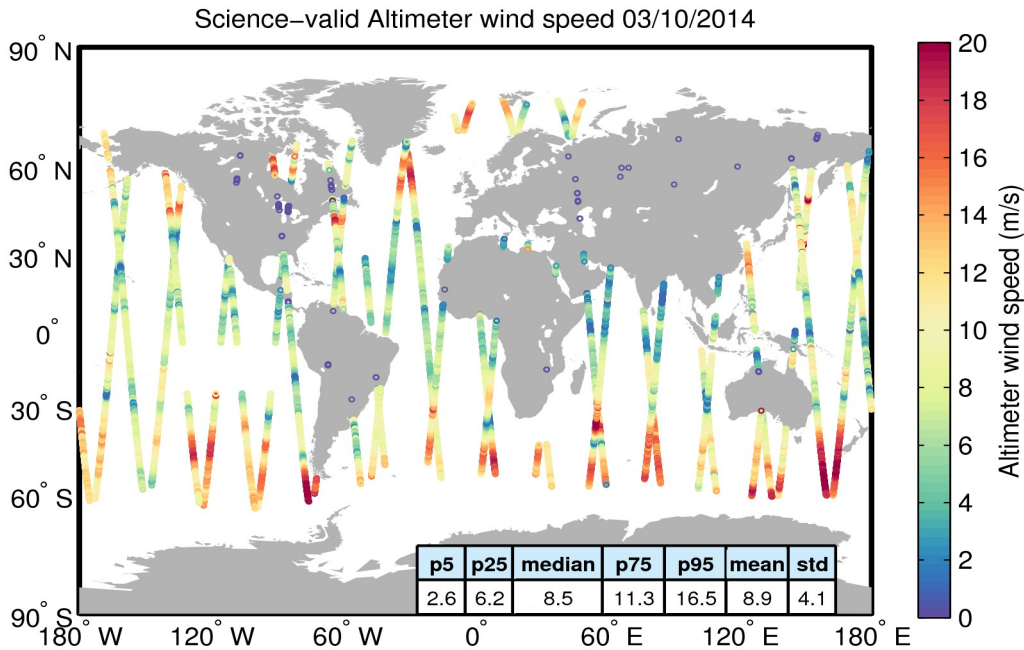 Science−valid Altimeter wind speed 03/10/2014
90° N
60° N
30° N
0°
30° S
60° S
90° S
180° W
120° W
60° W
0°
60° E
120° E
180° E
p5 p25 median p75 p95 mean std
2.6 6.2 8.5 11.3 16.5 8.9 4.1
20
18
16
14
12
10
8
6
4
2
0
Altimeter wind speed (m/s)